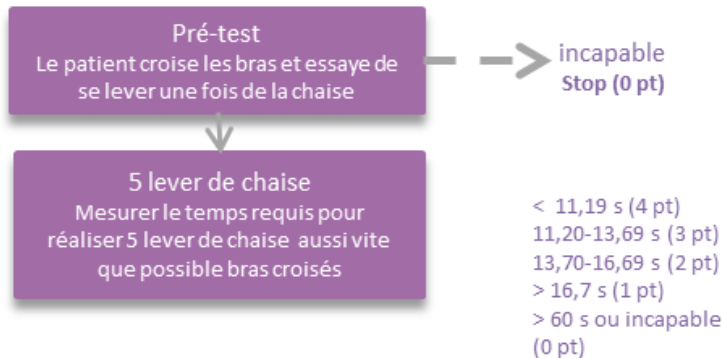 Pré-test
Le patient croise les bras et essaye de
se lever une fois de la chaise
incapable
Stop (0 pt)
5 lever de chaise
Mesurer le temps requis pour
réaliser 5 lever de chaise aussi vite
que possible bras croisés
< 11,19 s (4 pt)
11,20-13,69 s (3 pt)
13,70-16,69 s (2 pt)
> 16,7 s (1 pt)
> 60 s ou incapable
(0 pt)